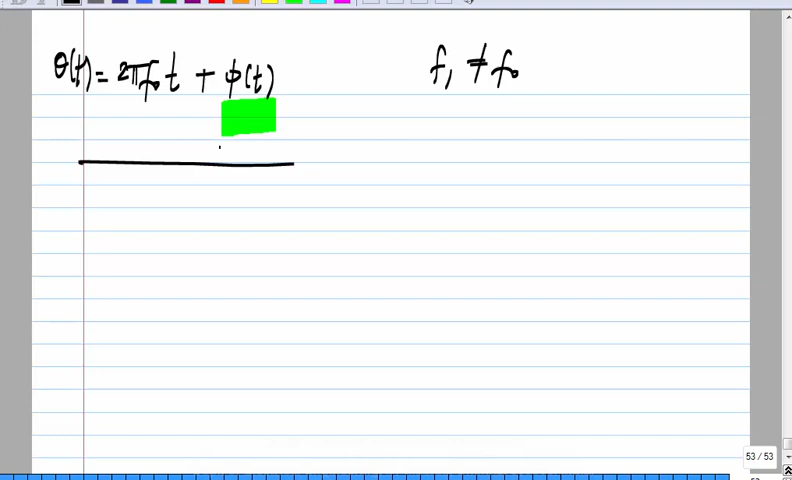 θ(t) = 2πf₀t + φ(t)
f₁ ≠ f₀
53 / 53